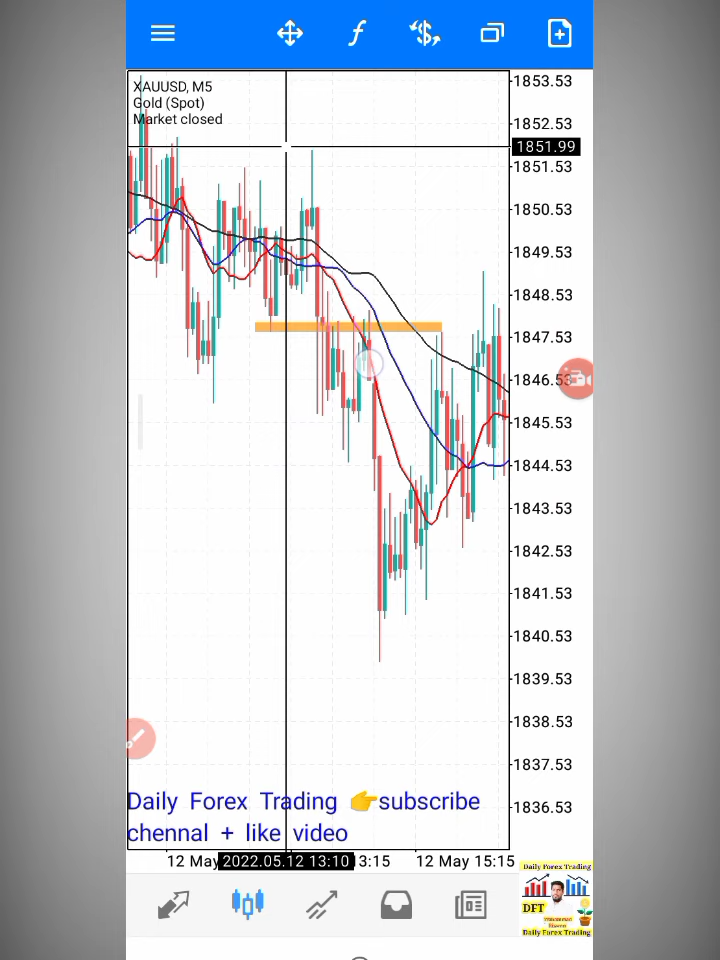 XAUUSD, M5
Gold (Spot)
Market closed
1853.53
1852.53
1851.99
1851.53
1850.53
1849.53
1848.53
1847.53
1846.53
1845.53
1844.53
1843.53
1842.53
1841.53
1840.53
1839.53
1838.53
1837.53
1836.53
Daily Forex Trading 👉subscribe
chennal + like video
12 May 2022.05.12 13:10 3:15 12 May 15:15
Daily Forex Trading
DFT
Daily Forex Trading